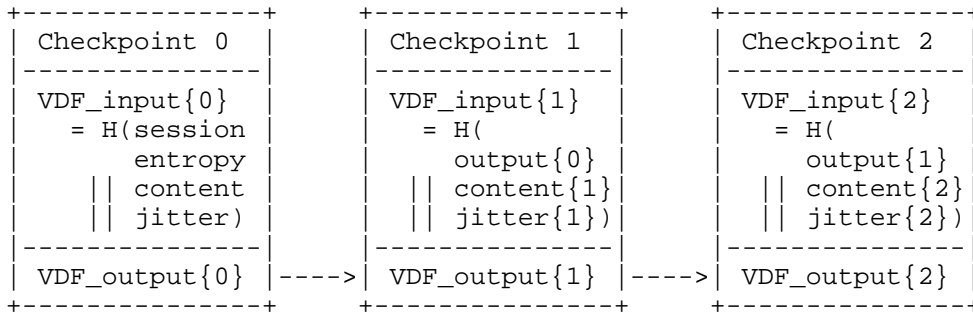 +---------------+     +---------------+     +---------------+
| Checkpoint 0  |     | Checkpoint 1  |     | Checkpoint 2  |
|---------------|     |---------------|     |---------------|
| VDF_input{0}  |     | VDF_input{1}  |     | VDF_input{2}  |
|   = H(session |     |   = H(        |     |   = H(        |
|       entropy |     |     output{0} |     |     output{1} |
|    || content |     |  || content{1}|     |  || content{2}|
|    || jitter) |     |  || jitter{1})|     |  || jitter{2})|
|---------------|     |---------------|     |---------------|
| VDF_output{0} |---->| VDF_output{1} |---->| VDF_output{2} |
+---------------+     +---------------+     +---------------+